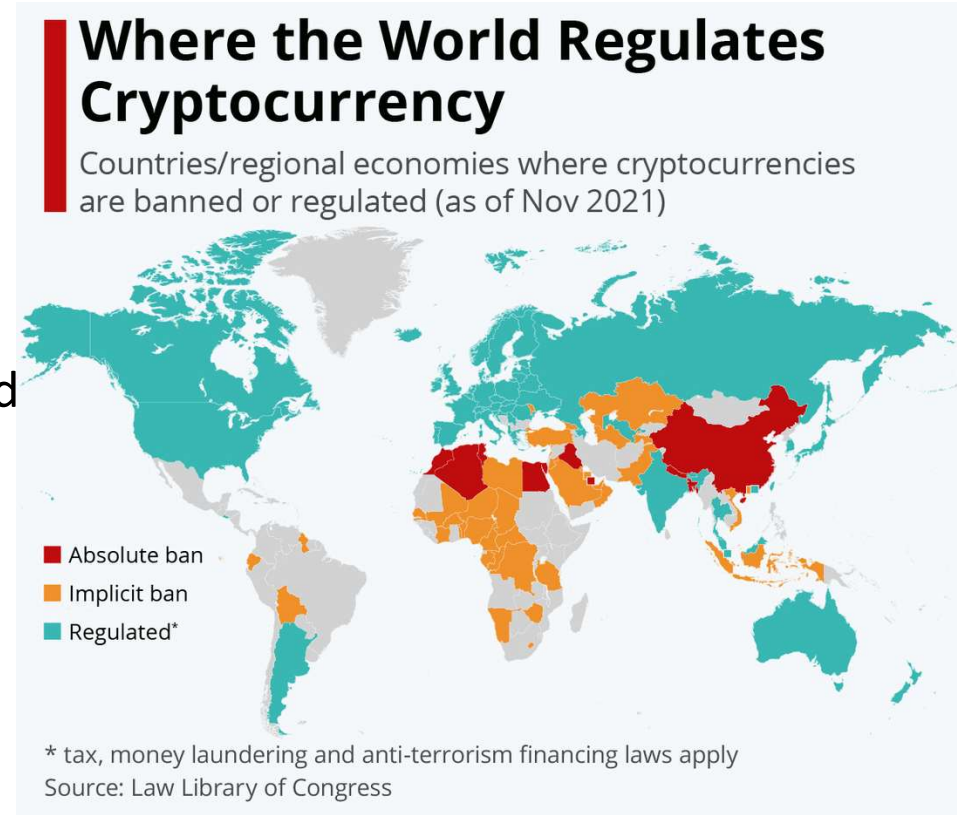 Where the World Regulates
Cryptocurrency
Countries/regional economies where cryptocurrencies
are banned or regulated (as of Nov 2021)
d
Absolute ban
Implicit ban
Regulated*
* tax, money laundering and anti-terrorism financing laws apply
Source: Law Library of Congress